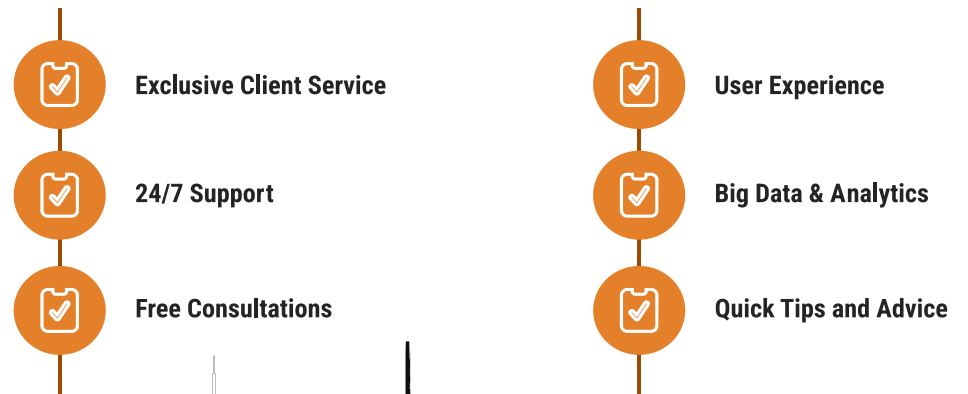 Exclusive Client Service
24/7 Support
Free Consultations
User Experience
Big Data & Analytics
Quick Tips and Advice